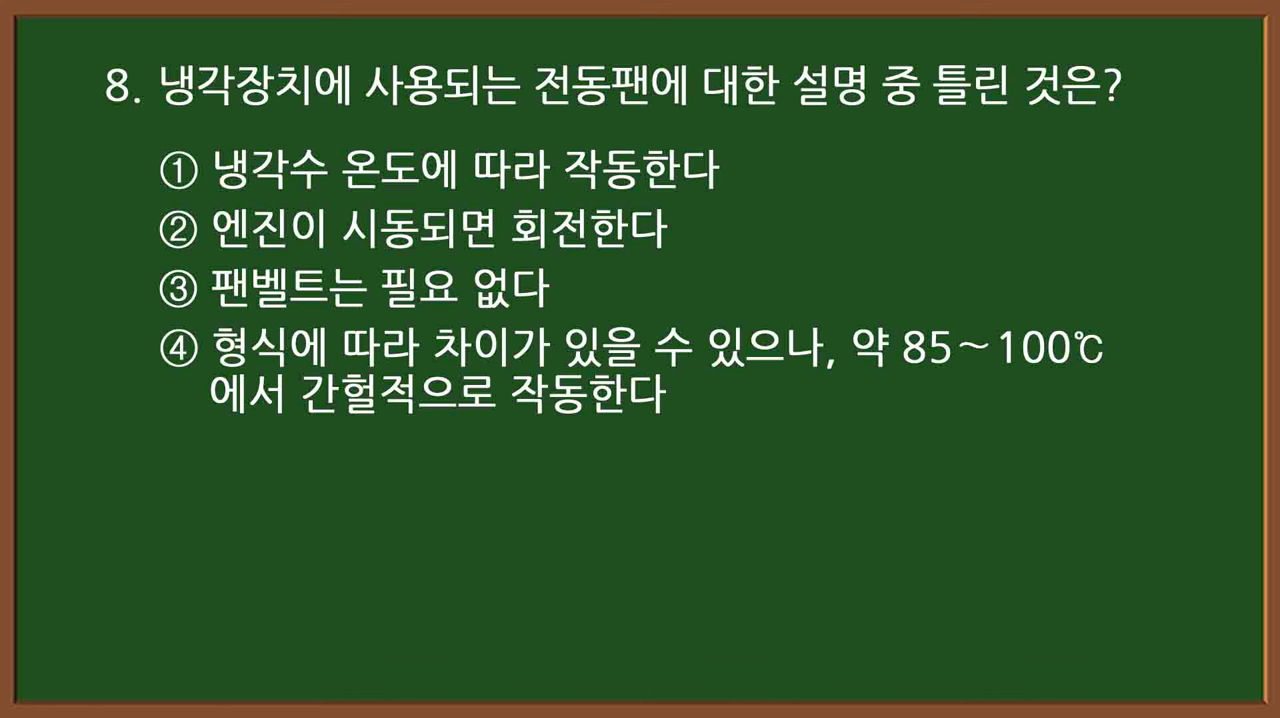 8. 냉각장치에 사용되는 전동팬에 대한 설명 중 틀린 것은?
① 냉각수 온도에 따라 작동한다
② 엔진이 시동되면 회전한다
③ 팬벨트는 필요 없다
④ 형식에 따라 차이가 있을 수 있으나, 약 85~100℃
에서 간헐적으로 작동한다